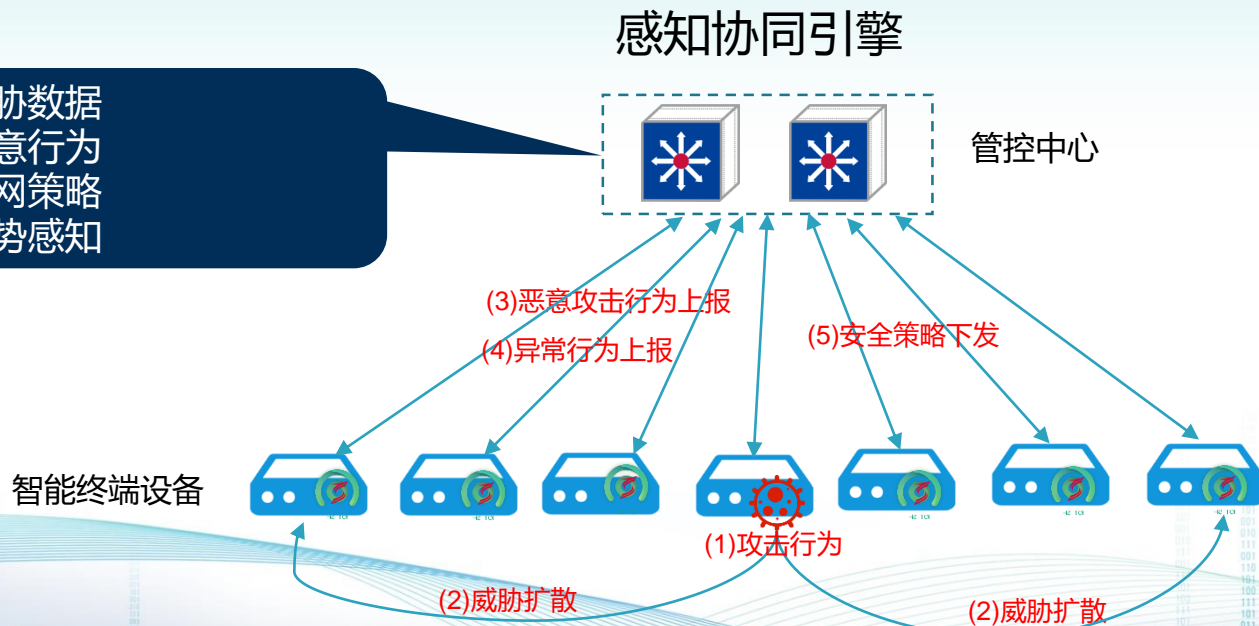 感知协同引擎
胁数据
意行为
网策略
势感知
管控中心
(3)恶意攻击行为上报
(4)异常行为上报
(5)安全策略下发
智能终端设备
(1)攻击行为
(2)威胁扩散
(2)威胁扩散